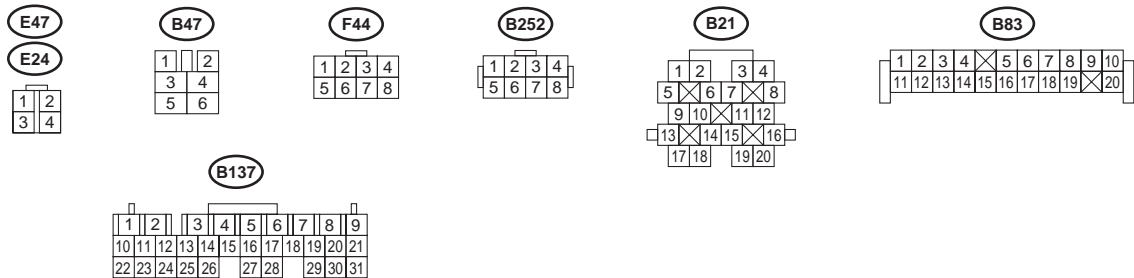 E47
E24
1 2
3 4
B47
1 2
3 4
5 6
F44
1 2 3 4
5 6 7 8
B252
1 2 3 4
5 6 7 8
B21
1 2 3 4
5 6 7 8
9 10 11 12
13 14 15 16
17 18 19 20
B83
1 2 3 4 5 6 7 8 9 10
11 12 13 14 15 16 17 18 19 20
B137
1 2 3 4 5 6 7 8 9
10 11 12 13 14 15 16 17 18 19 20 21
22 23 24 25 26 27 28 29 30 31